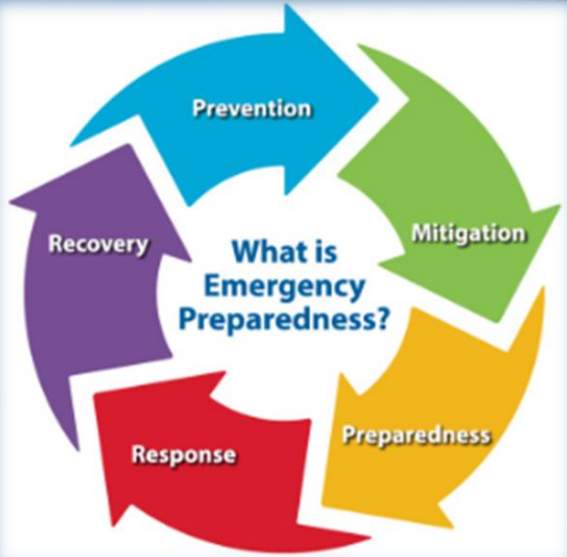 Prevention
Mitigation
Preparedness
Response
Recovery
What is
Emergency
Preparedness?